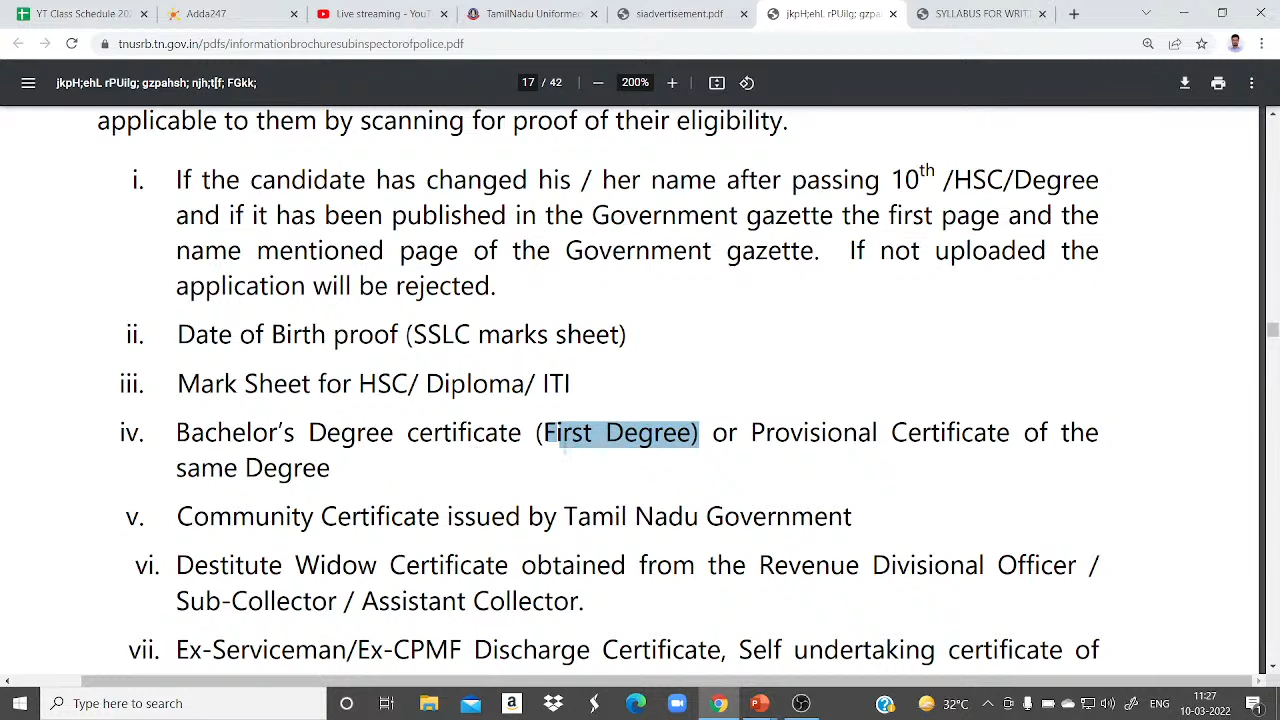 YT Class Schedule 202
Adda247
Live streaming - YouT
TamilNadu Uniformed
siadvertisement.pdf
jkpH;ehL rPUilg; gzpa
SYLLABUS FOR WRIT
tnusrb.tn.gov.in/pdfs/informationbrochuresubinspectorofpolice.pdf
jkpH;ehL rPUilg; gzpahsh; njh;t[f; FGkk;
17 / 42
200%
applicable to them by scanning for proof of their eligibility.
i. If the candidate has changed his / her name after passing 10th /HSC/Degree
and if it has been published in the Government gazette the first page and the
name mentioned page of the Government gazette. If not uploaded the
application will be rejected.
ii. Date of Birth proof (SSLC marks sheet)
iii. Mark Sheet for HSC/ Diploma/ ITI
iv. Bachelor’s Degree certificate (First Degree) or Provisional Certificate of the
same Degree
v. Community Certificate issued by Tamil Nadu Government
vi. Destitute Widow Certificate obtained from the Revenue Divisional Officer /
Sub-Collector / Assistant Collector.
vii. Ex-Serviceman/Ex-CPMF Discharge Certificate, Self undertaking certificate of
Type here to search
32°C
ENG
11:27
10-03-2022